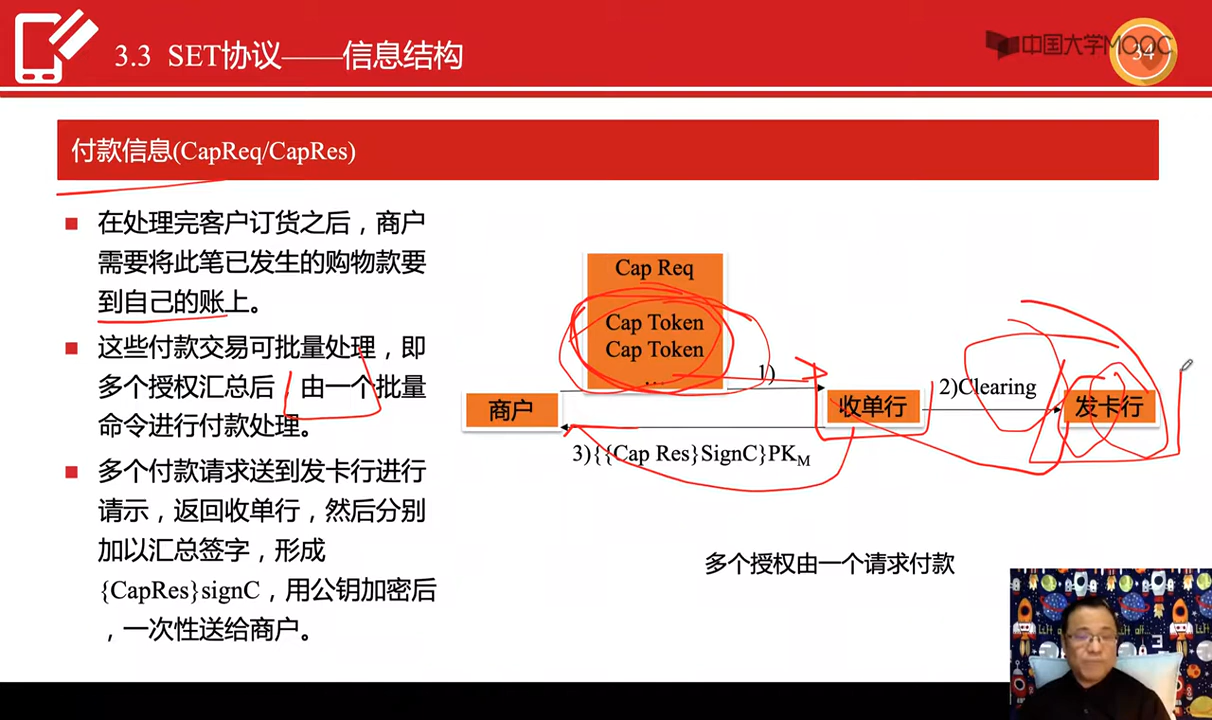 3.3 SET协议——信息结构
中国大学MOOC
34
付款信息(CapReq/CapRes)
在处理完客户订货之后，商户
需要将此笔已发生的购物款要
到自己的账上。
这些付款交易可批量处理，即
多个授权汇总后 由一个批量
命令进行付款处理。
多个付款请求送到发卡行进行
请示，返回收单行，然后分别
加以汇总签字，形成
{CapRes}signC，用公钥加密后
，一次性送给商户。
Cap Req
Cap Token
Cap Token
…
1)
商户
收单行
2)Clearing
发卡行
3){{Cap Res}SignC}PKM
多个授权由一个请求付款